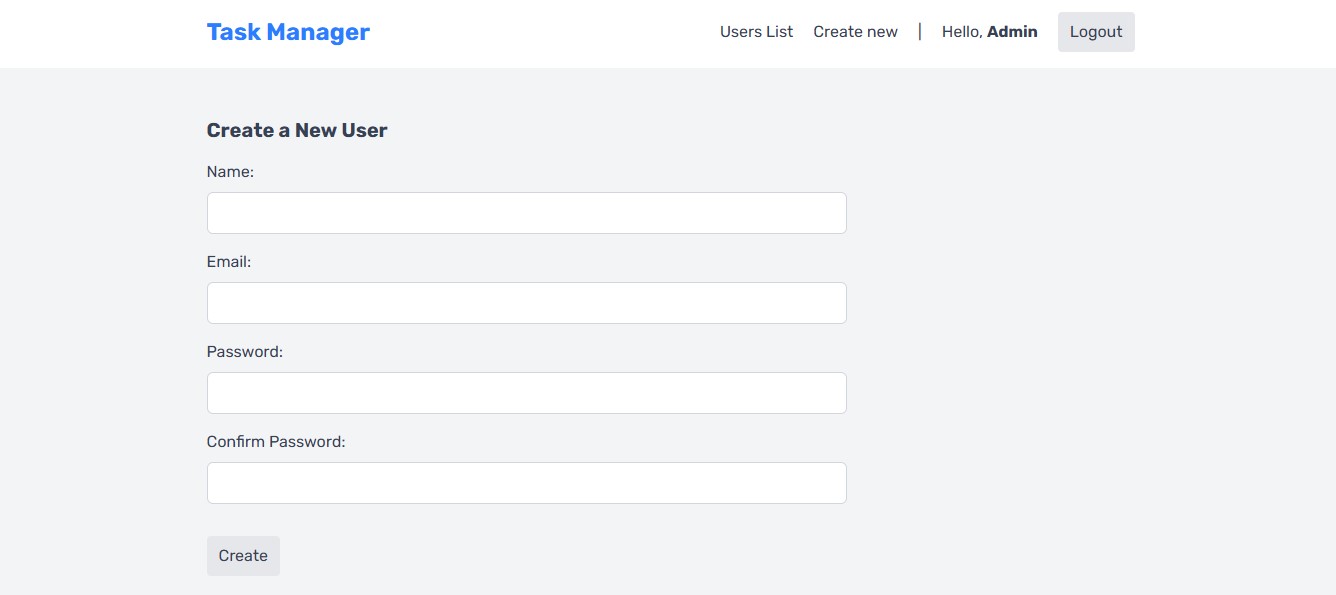 Task Manager
Users List Create new | Hello, Admin Logout
Create a New User
Name:
Email:
Password:
Confirm Password:
Create